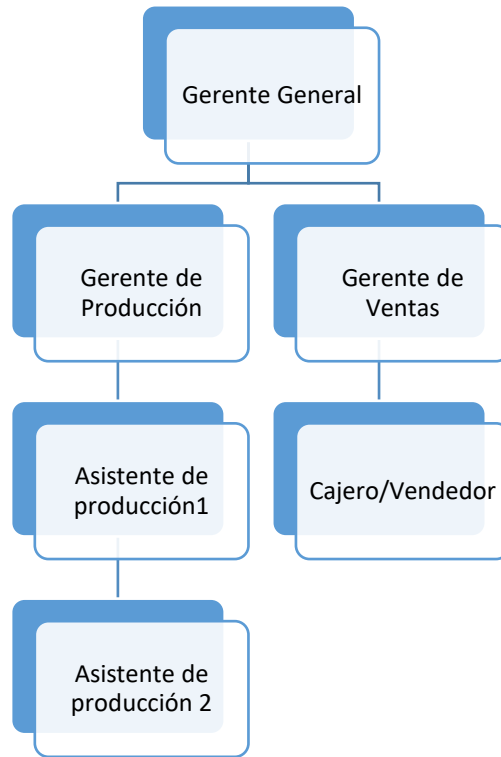 Gerente General
Gerente de
Producción
Gerente de
Ventas
Asistente de
producción1
Cajero/Vendedor
Asistente de
producción 2